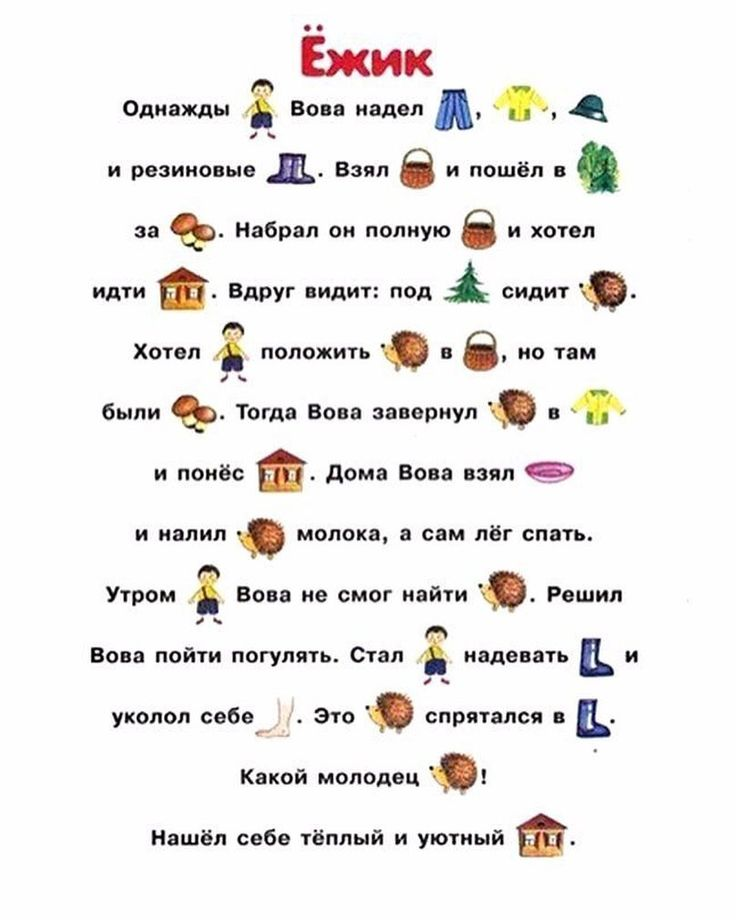 Ёжик
Однажды Вова надел , ,
и резиновые . Взял и пошёл в
за . Набрал он полную и хотел
идти . Вдруг видит: под сидит .
Хотел положить в , но там
были . Тогда Вова завернул в
и понёс . Дома Вова взял
и налил молока, а сам лёг спать.
Утром Вова не смог найти . Решил
Вова пойти погулять. Стал надевать и
уколол себе . Это спрятался в .
Какой молодец !
Нашёл себе тёплый и уютный .